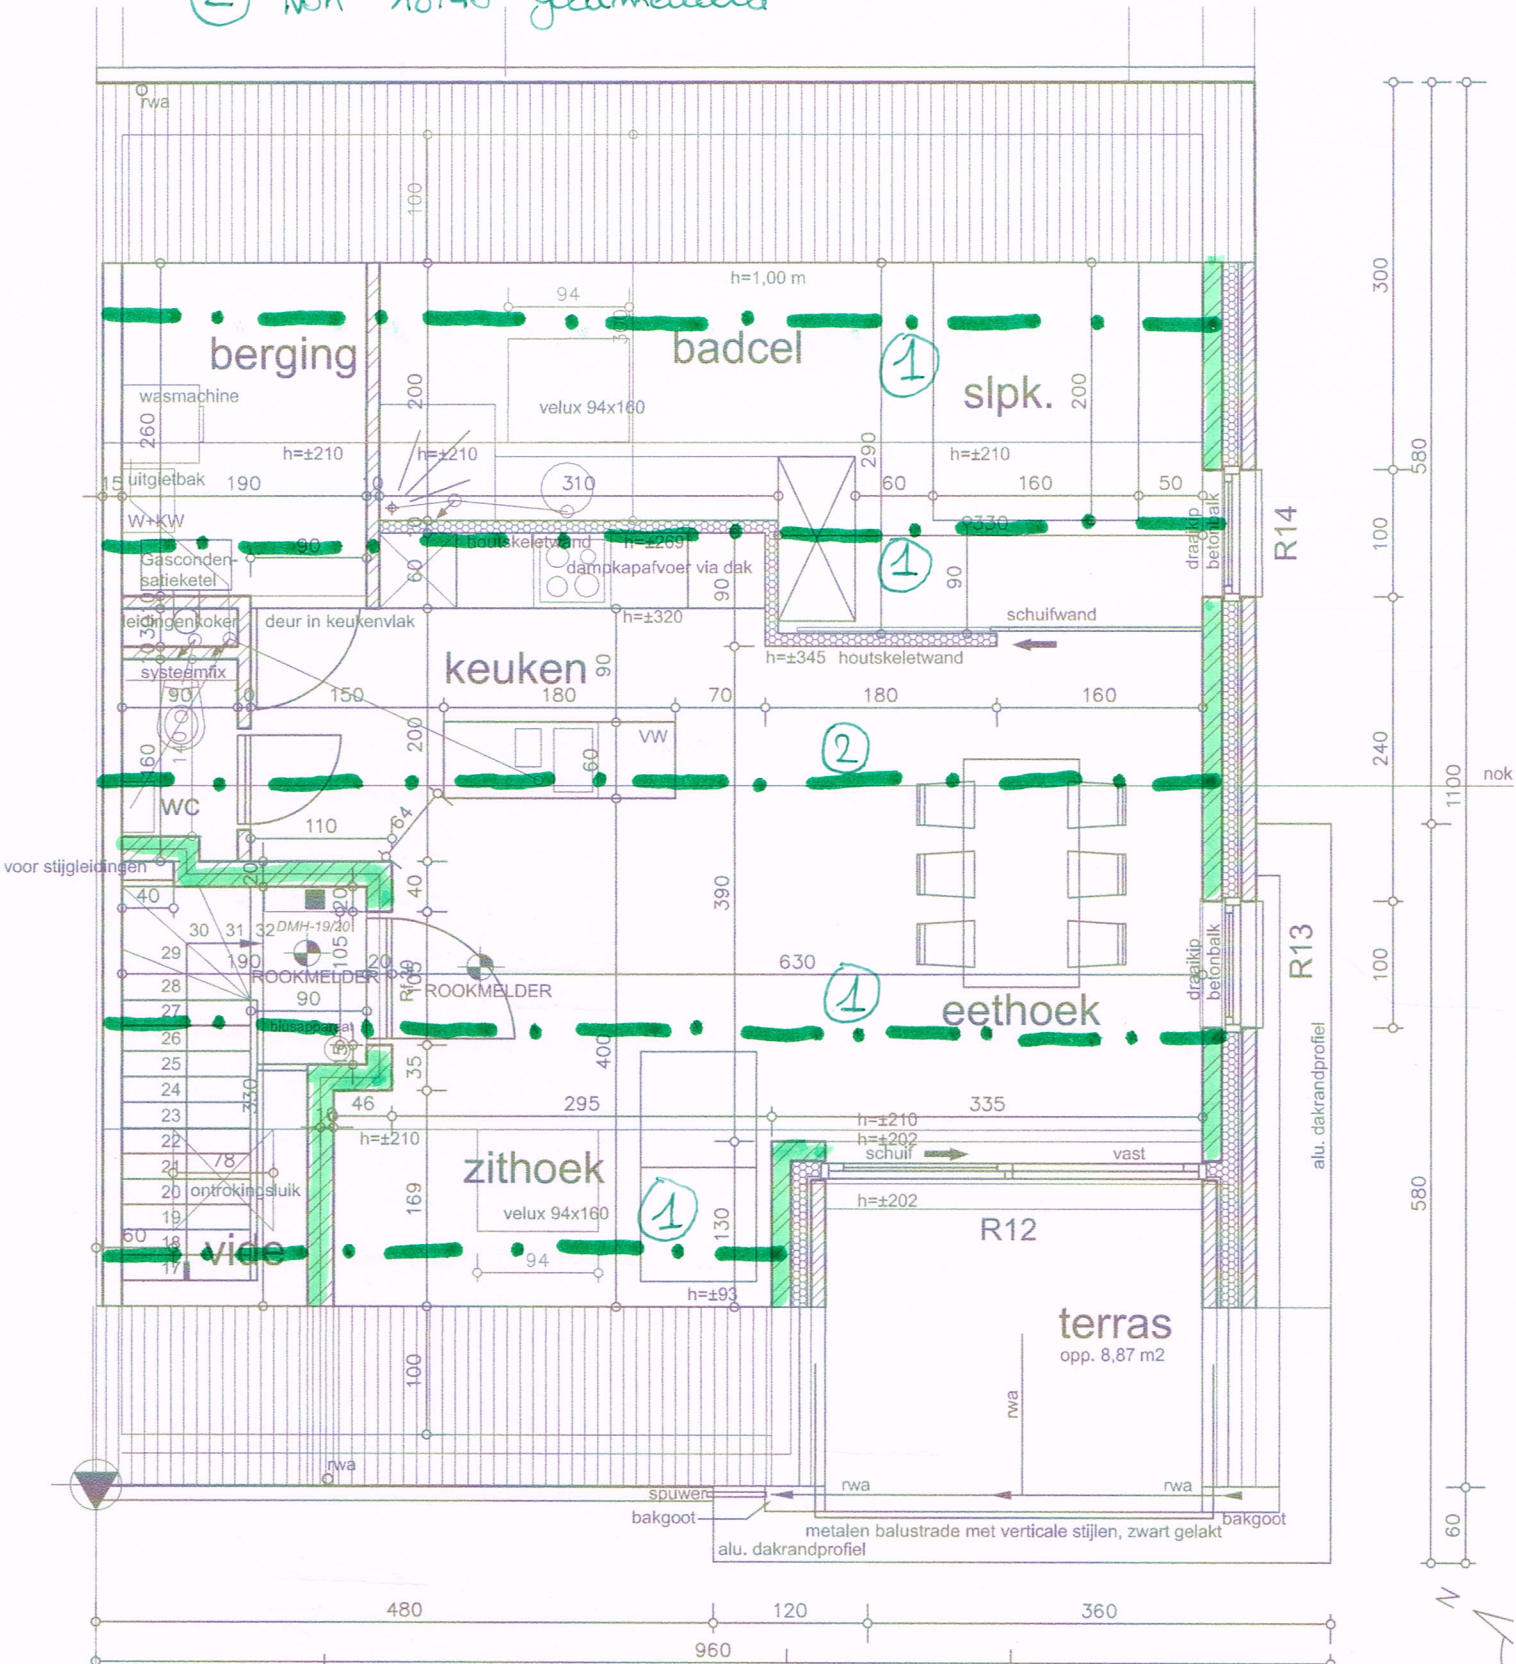 rwa
100
h=1,00 m
94
300
berging
badcel
1
slpk.
wasmachine
velux 94x160
260
200
200
290
h=±210
h=±210
h=±210
uitgietbak
15
190
10
310
60
160
50
W+KW
330
90
houtskeletwand
h=±269
Gasconden-
satieketel
60
dampkapafvoer via dak
90
1
90
draaikip
betonbalk
R14
leidingenkoker
deur in keukenvlak
h=±320
schuifwand
h=±345
houtskeletwand
systeemfix
keuken
90
90
10
150
180
70
180
160
200
VW
2
160
140
60
nok
wc
110
64
voor stijgleidingen
20
40
40
390
20
DMH-19/20
30
31
32
29
105
190
20
ROOKMELDER
ROOKMELDER
Rf30
105
630
draaikip
betonbalk
R13
28
90
27
eethoek
1
blusapparaat
26
25
400
35
24
330
23
46
295
335
h=±210
22
h=±210
h=±202
schuif
vast
21
78
zithoek
20
ontrokingsluik
169
velux 94x160
1
130
h=±202
19
R12
60
18
vide
17
94
h=±93
terras
opp. 8,87 m2
alu. dakrandprofiel
100
rwa
rwa
spuwer
rwa
rwa
bakgoot
bakgoot
metalen balustrade met verticale stijlen, zwart gelakt
alu. dakrandprofiel
480
120
360
960
300
580
100
240
1100
100
580
60
N